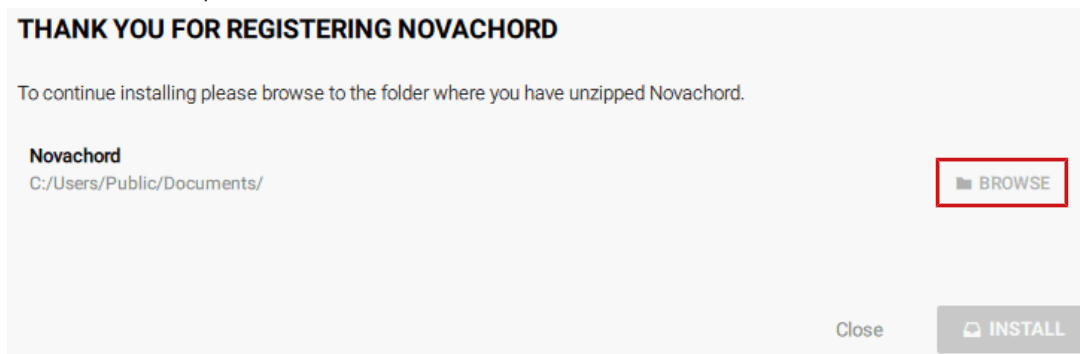 THANK YOU FOR REGISTERING NOVACHORD
To continue installing please browse to the folder where you have unzipped Novachord.
Novachord
C:/Users/Public/Documents/
BROWSE
Close
INSTALL